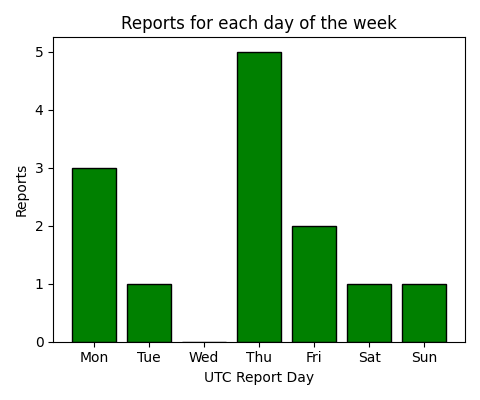 Reports for each day of the week
5
4
3
2
1
0
Reports
Mon Tue Wed Thu Fri Sat Sun
UTC Report Day